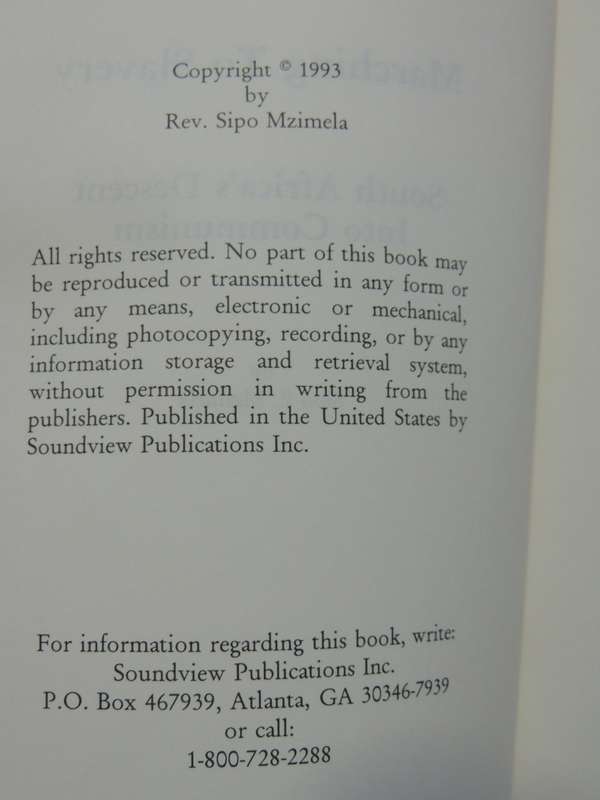 Copyright © 1993
by
Rev. Sipo Mzimela
All rights reserved. No part of this book may
be reproduced or transmitted in any form or
by any means, electronic or mechanical,
including photocopying, recording, or by any
information storage and retrieval system,
without permission in writing from the
publishers. Published in the United States by
Soundview Publications Inc.
For information regarding this book, write:
Soundview Publications Inc.
P.O. Box 467939, Atlanta, GA 30346-7939
or call:
1-800-728-2288